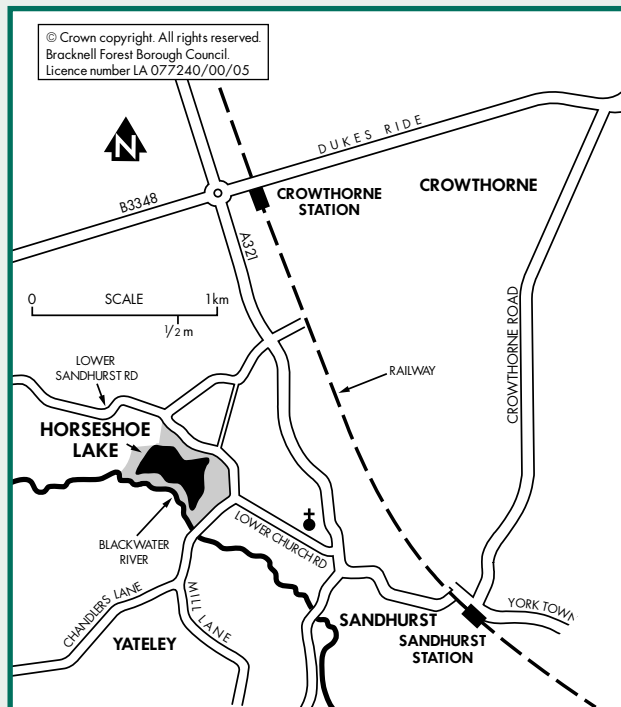 © Crown copyright. All rights reserved.
Bracknell Forest Borough Council.
Licence number LA 077240/00/05
N
DUKES RIDE
CROWTHORNE
CROWTHORNE
STATION
B3348
A321
0 SCALE 1km
1/2 m
CROWTHORNE ROAD
LOWER
SANDHURST RD
RAILWAY
HORSESHOE
LAKE
BLACKWATER
RIVER
LOWER CHURCH RD
CHANDLERS LANE
MILL LANE
YATELEY
SANDHURST
SANDHURST
STATION
YORK TOWN